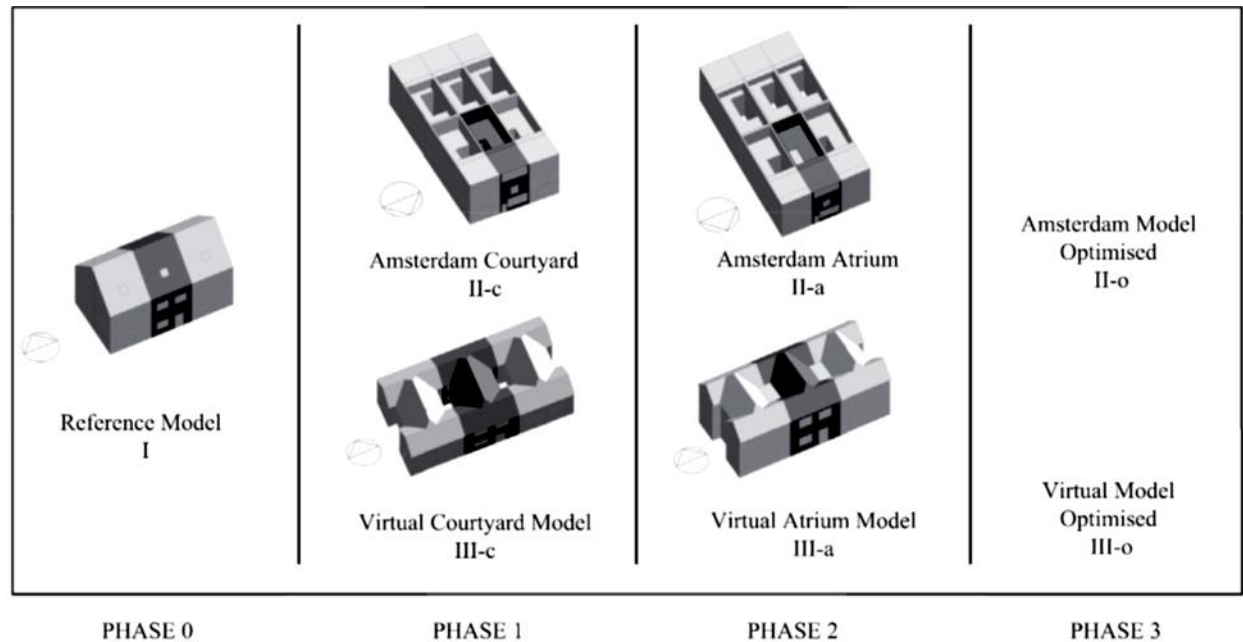 Reference Model
I
Amsterdam Courtyard
II-c
Virtual Courtyard Model
III-c
Amsterdam Atrium
II-a
Virtual Atrium Model
III-a
Amsterdam Model
Optimised
II-o
Virtual Model
Optimised
III-o
PHASE 0
PHASE 1
PHASE 2
PHASE 3